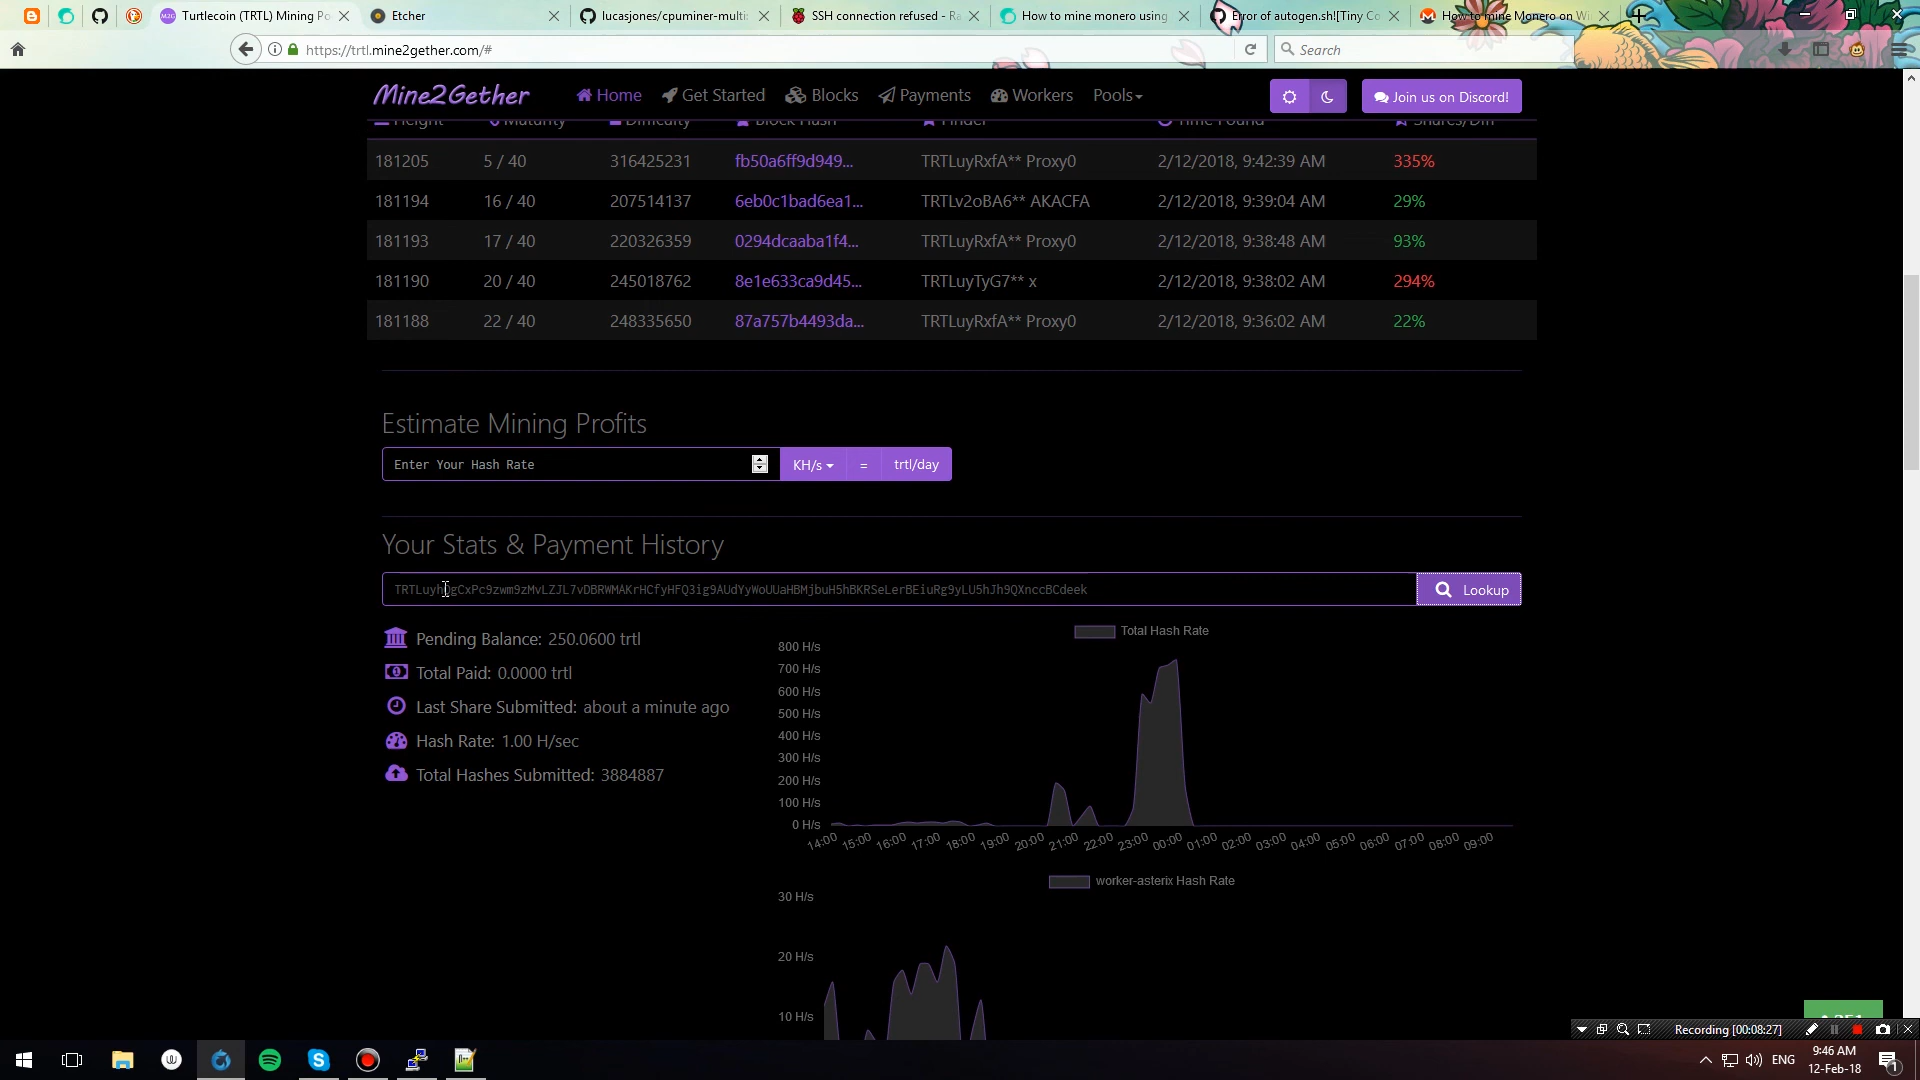 Turtlecoin (TRTL) Mining Po
Etcher
lucasjones/cpuminer-multi:
SSH connection refused - Ra
How to mine monero using
Error of autogen.sh![Tiny Co
How to mine Monero on Wi
https://trtl.mine2gether.com/#
Search
Mine2Gether
Home
Get Started
Blocks
Payments
Workers
Pools
Join us on Discord!
Height Maturity Difficulty Block Hash Finder Time Found Shares/Diff
181205 5 / 40 316425231 fb50a6ff9d949... TRTLuyRxfA** Proxy0 2/12/2018, 9:42:39 AM 335%
181194 16 / 40 207514137 6eb0c1bad6ea1... TRTLv2oBA6** AKACFA 2/12/2018, 9:39:04 AM 29%
181193 17 / 40 220326359 0294dcaaba1f4... TRTLuyRxfA** Proxy0 2/12/2018, 9:38:48 AM 93%
181190 20 / 40 245018762 8e1e633ca9d45... TRTLuyTyG7** x 2/12/2018, 9:38:02 AM 294%
181188 22 / 40 248335650 87a757b4493da... TRTLuyRxfA** Proxy0 2/12/2018, 9:36:02 AM 22%
Estimate Mining Profits
Enter Your Hash Rate
KH/s = trtl/day
Your Stats & Payment History
Lookup
Pending Balance: 250.0600 trtl
Total Paid: 0.0000 trtl
Last Share Submitted: about a minute ago
Hash Rate: 1.00 H/sec
Total Hashes Submitted: 3884887
Total Hash Rate
800 H/s
700 H/s
600 H/s
500 H/s
400 H/s
300 H/s
200 H/s
100 H/s
0 H/s
14:00 15:00 16:00 17:00 18:00 19:00 20:00 21:00 22:00 23:00 00:00 01:00 02:00 03:00 04:00 05:00 06:00 07:00 08:00 09:00
worker-asterix Hash Rate
30 H/s
20 H/s
10 H/s
Recording [00:08:27]
ENG
9:46 AM
12-Feb-18
1